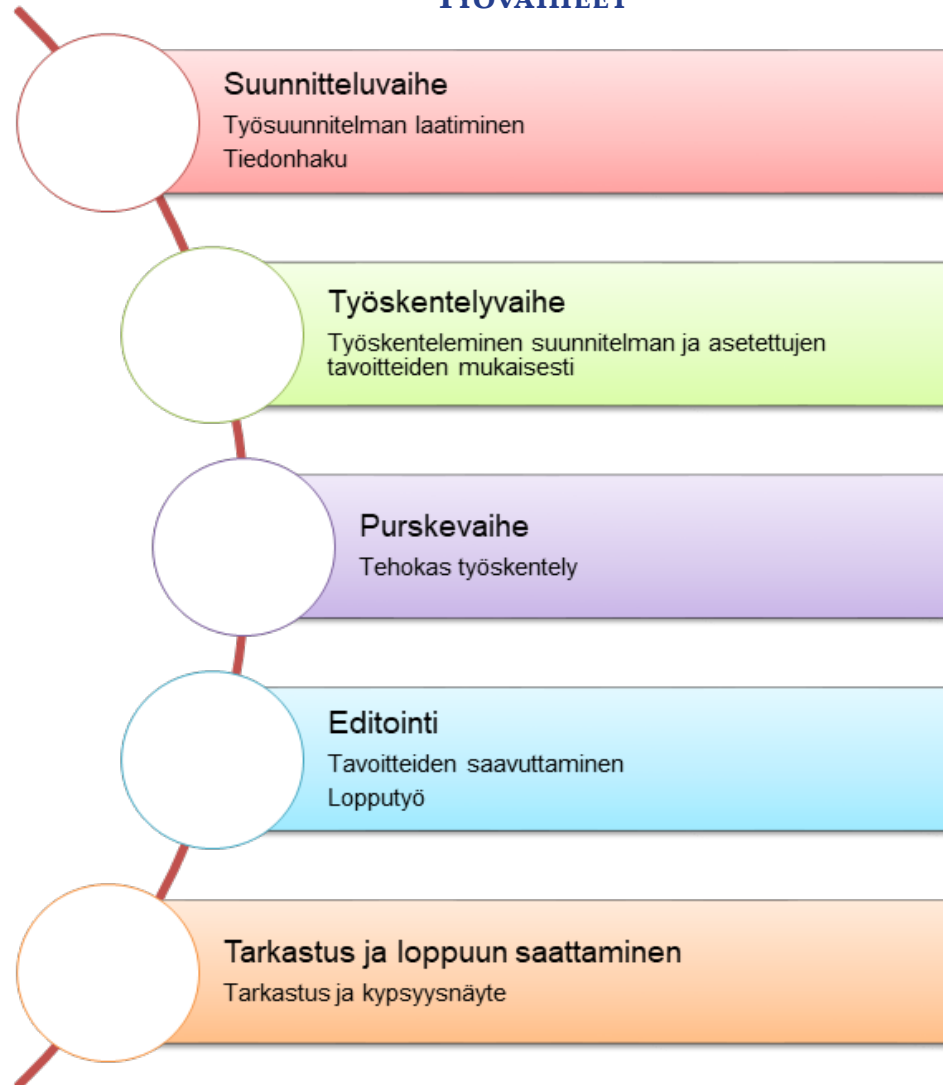 TYÖVAIHEET
Suunnitteluvaihe
Työsuunnitelman laatiminen
Tiedonhaku
Työskentelyvaihe
Työskenteleminen suunnitelman ja asetettujen
tavoitteiden mukaisesti
Purskevaihe
Tehokas työskentely
Editointi
Tavoitteiden saavuttaminen
Lopputyö
Tarkastus ja loppuun saattaminen
Tarkastus ja kypsyysnäyte